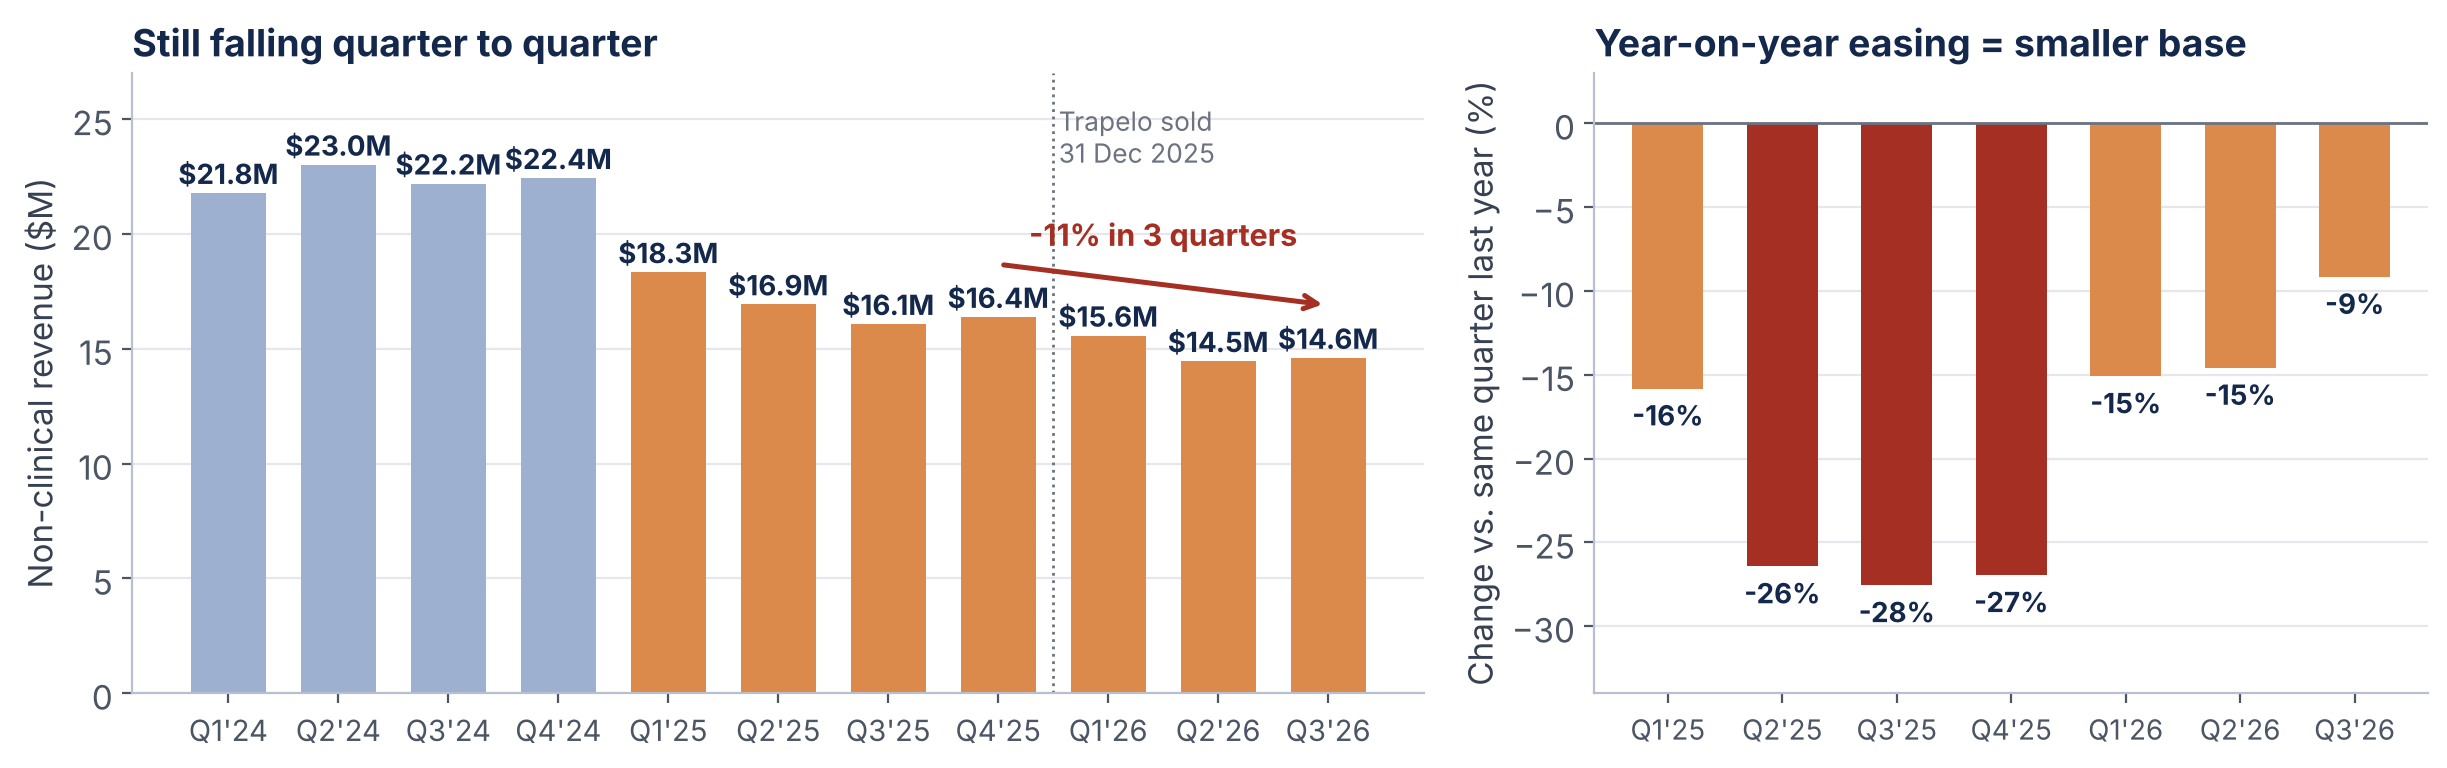 Still falling quarter to quarter
Non-clinical revenue ($M)
25
20
15
10
5
0
$21.8M
$23.0M
$22.2M
$22.4M
$18.3M
$16.9M
$16.1M
$16.4M
$15.6M
$14.5M
$14.6M
Trapelo sold
31 Dec 2025
-11% in 3 quarters
Q1'24
Q2'24
Q3'24
Q4'24
Q1'25
Q2'25
Q3'25
Q4'25
Q1'26
Q2'26
Q3'26
Year-on-year easing = smaller base
Change vs. same quarter last year (%)
0
−5
−10
−15
−20
−25
−30
-16%
-26%
-28%
-27%
-15%
-15%
-9%
Q1'25
Q2'25
Q3'25
Q4'25
Q1'26
Q2'26
Q3'26